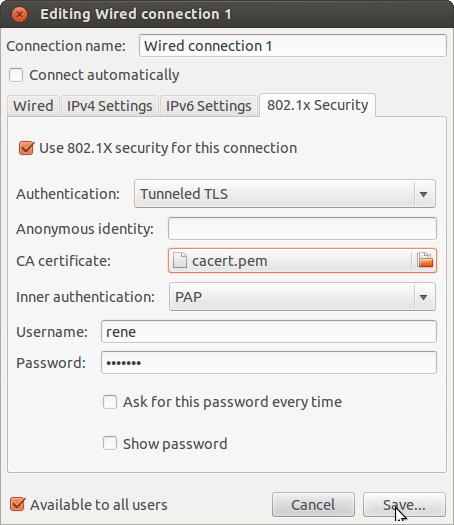 Editing Wired connection 1
Connection name: Wired connection 1
Connect automatically
Wired IPv4 Settings IPv6 Settings 802.1x Security
Use 802.1X security for this connection
Authentication: Tunneled TLS
Anonymous identity:
CA certificate: cacert.pem
Inner authentication: PAP
Username: rene
Password: •••••••
Ask for this password every time
Show password
Available to all users Cancel Save...